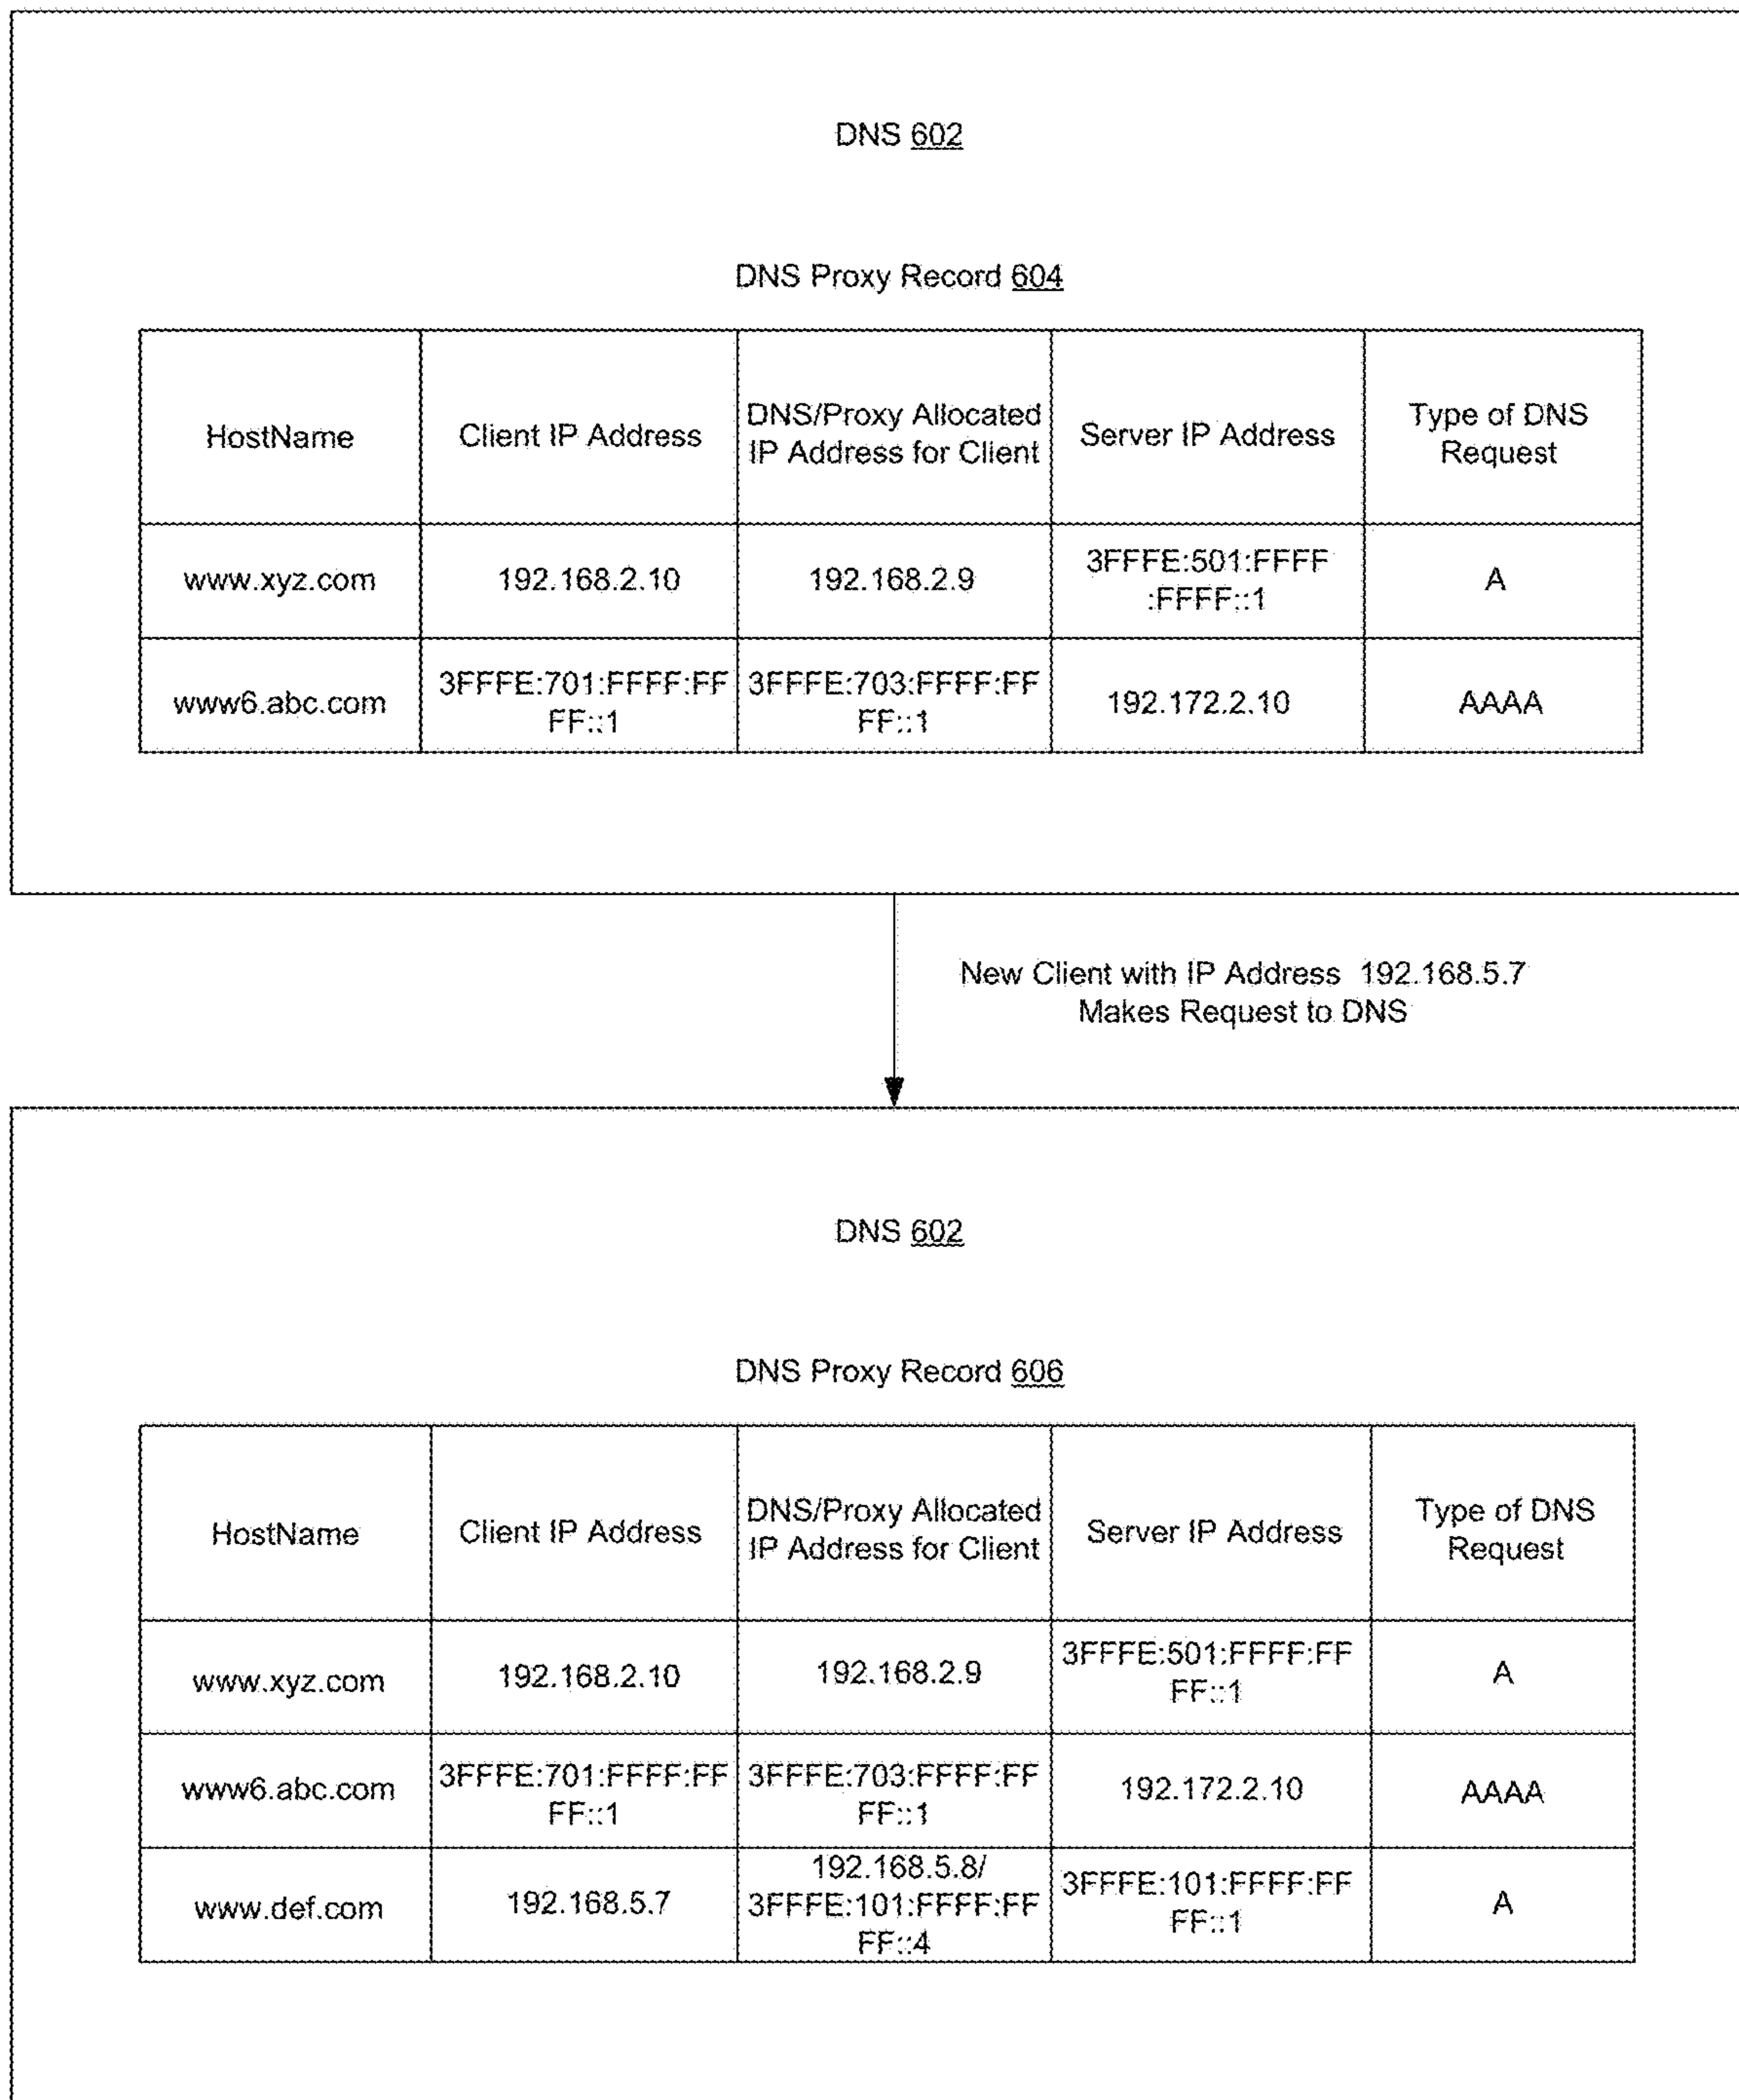 DNS 602
DNS Proxy Record 604
HostName
Client IP Address
DNS/Proxy Allocated
IP Address for Client
Server IP Address
Type of DNS
Request
www.xyz.com
192.168.2.10
192.168.2.9
3FFFE:501:FFFF
:FFFF::1
A
www6.abc.com
3FFFE:701:FFFF:FF
FF::1
3FFFE:703:FFFF:FF
FF::1
192.172.2.10
AAAA
New Client with IP Address 192.168.5.7
Makes Request to DNS
DNS 602
DNS Proxy Record 606
HostName
Client IP Address
DNS/Proxy Allocated
IP Address for Client
Server IP Address
Type of DNS
Request
www.xyz.com
192.168.2.10
192.168.2.9
3FFFE:501:FFFF:FF
FF::1
A
www6.abc.com
3FFFE:701:FFFF:FF
FF::1
3FFFE:703:FFFF:FF
FF::1
192.172.2.10
AAAA
www.def.com
192.168.5.7
192.168.5.8/
3FFFE:101:FFFF:FF
FF::4
3FFFE:101:FFFF:FF
FF::1
A